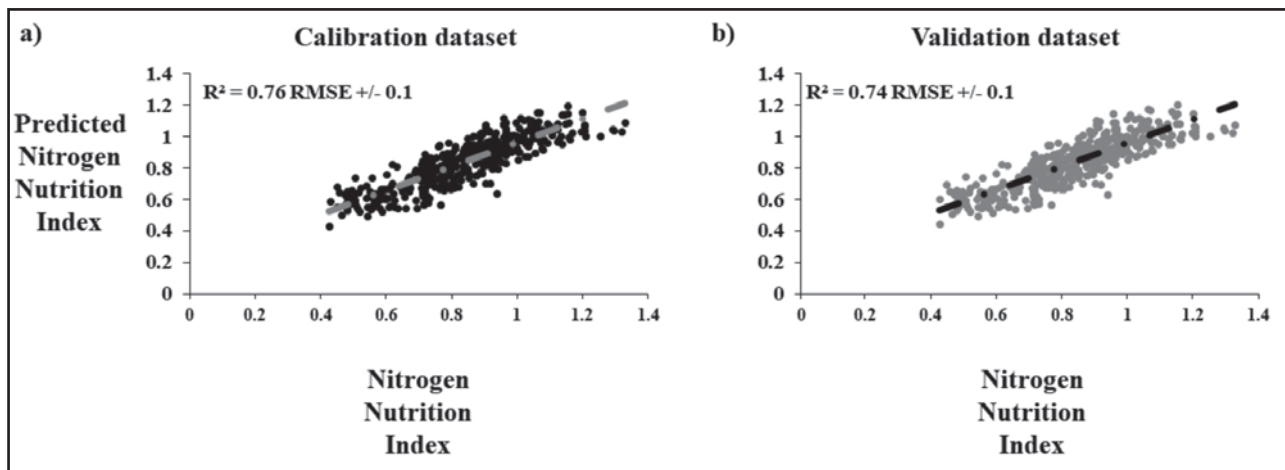 a)
Calibration dataset
R² = 0.76 RMSE +/- 0.1
Predicted
Nitrogen
Nutrition
Index
1.4
1.2
1
0.8
0.6
0.4
0.2
0
0 0.2 0.4 0.6 0.8 1 1.2 1.4
Nitrogen
Nutrition
Index
b)
Validation dataset
R² = 0.74 RMSE +/- 0.1
1.4
1.2
1
0.8
0.6
0.4
0.2
0
0 0.2 0.4 0.6 0.8 1 1.2 1.4
Nitrogen
Nutrition
Index